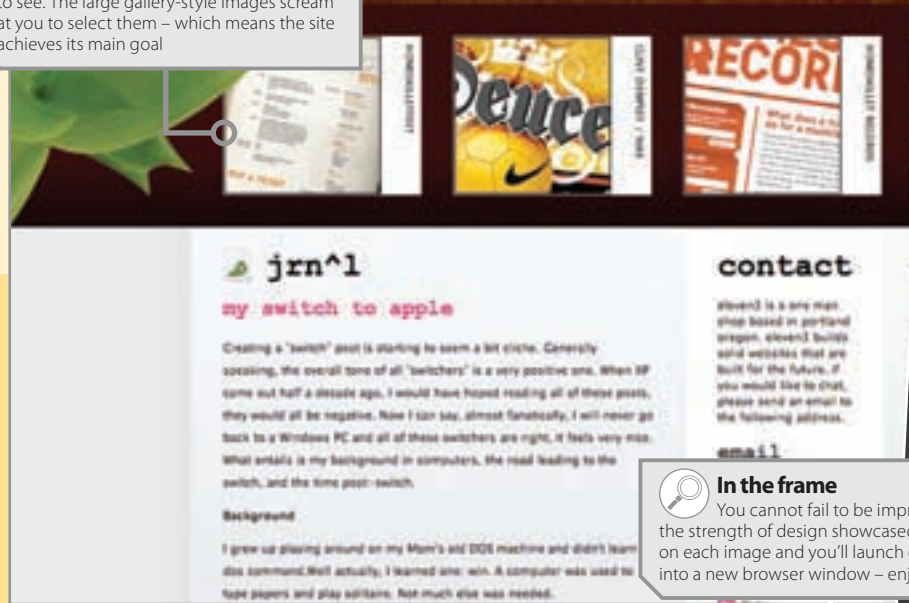 to see. The large gallery-style images scream
at you to select them – which means the site
achieves its main goal
Deuce
RECOR
What does a
BUY A TICKET
jrn^l
my switch to apple
Creating a "switch" post is starting to seem a bit cliche. Generally
speaking, the overall tone of all "switchers" is a very positive one. When XP
came out half a decade ago, I would have hoped reading all of these posts,
they would all be negative. Now I can say, almost fanatically, I will never go
back to a Windows PC and all of these switchers are right, it feels very nice.
What entails is my background in computers, the road leading to the
switch, and the time post-switch.
Background
I grew up playing around on my Mom's old DOS machine and didn't learn
dos command.Well actually, I learned one: win. A computer was used to
type papers and play solitaire. Not much else was needed.
contact
eleven3 is a one man
shop based in portland
oregon. eleven3 builds
solid websites that are
built for the future. if
you would like to chat,
please send an email to
the following address.
email
In the frame
You cannot fail to be impr
the strength of design showcased
on each image and you'll launch
into a new browser window – enj